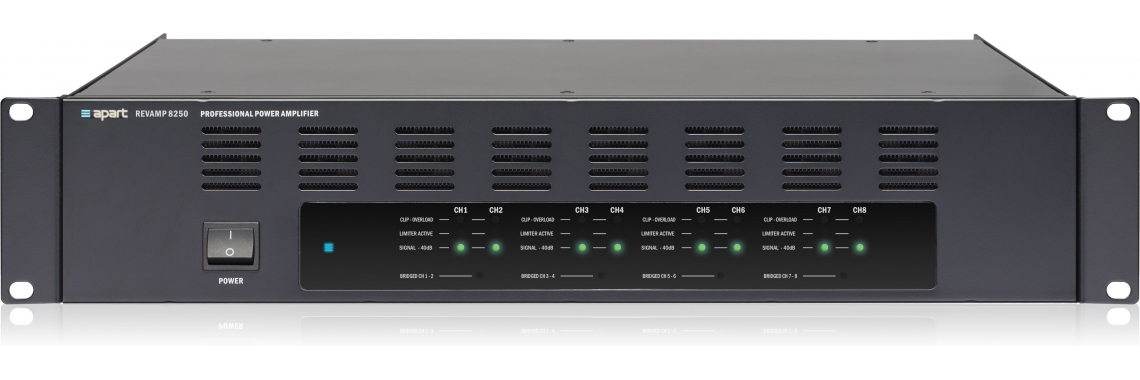 apart REVAMP 8250 PROFESSIONAL POWER AMPLIFIER
CH1 CH2 CH3 CH4 CH5 CH6 CH7 CH8
CLIP - OVERLOAD CLIP - OVERLOAD CLIP - OVERLOAD CLIP - OVERLOAD
LIMITER ACTIVE LIMITER ACTIVE LIMITER ACTIVE LIMITER ACTIVE
SIGNAL - 40dB SIGNAL - 40dB SIGNAL - 40dB SIGNAL - 40dB
BRIDGED CH 1 - 2 BRIDGED CH 3 - 4 BRIDGED CH 5 - 6 BRIDGED CH 7 - 8
POWER